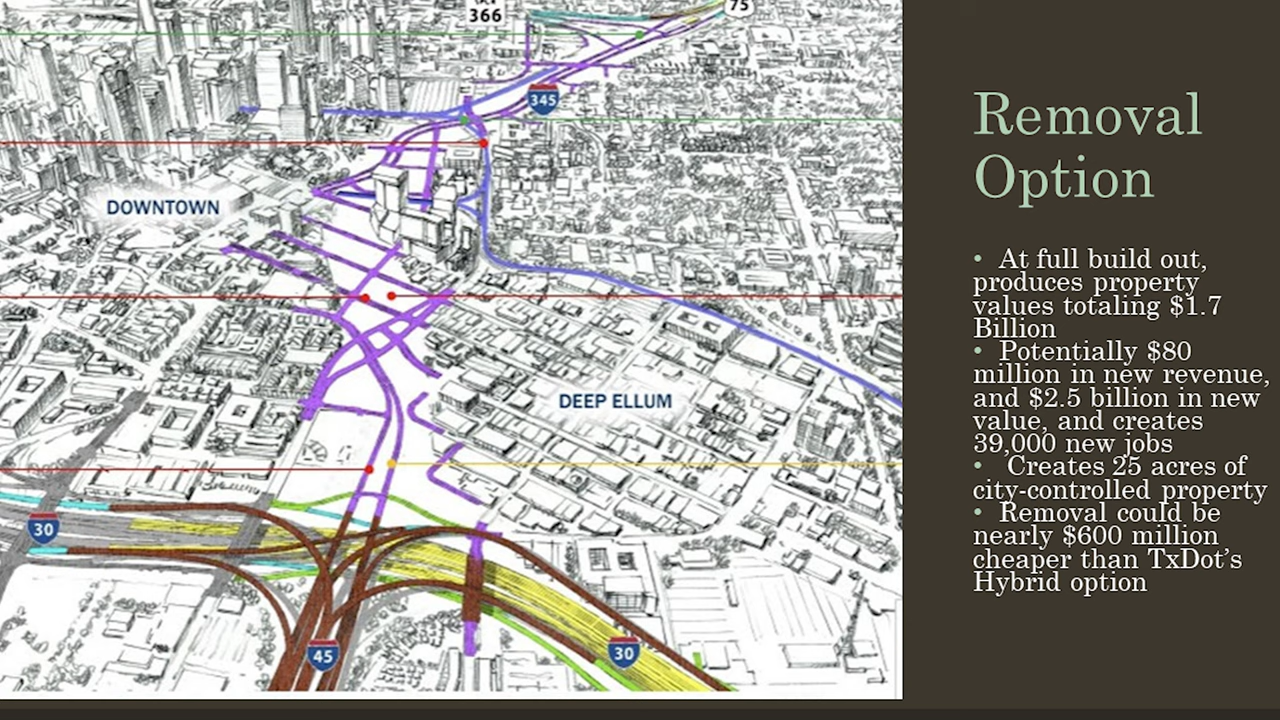 366
75
345
DOWNTOWN
DEEP ELLUM
30
45
30
Removal
Option
• At full build out,
produces property
values totaling $1.7
Billion
• Potentially $80
million in new revenue,
and $2.5 billion in new
value, and creates
39,000 new jobs
• Creates 25 acres of
city-controlled property
• Removal could be
nearly $600 million
cheaper than TxDot’s
Hybrid option